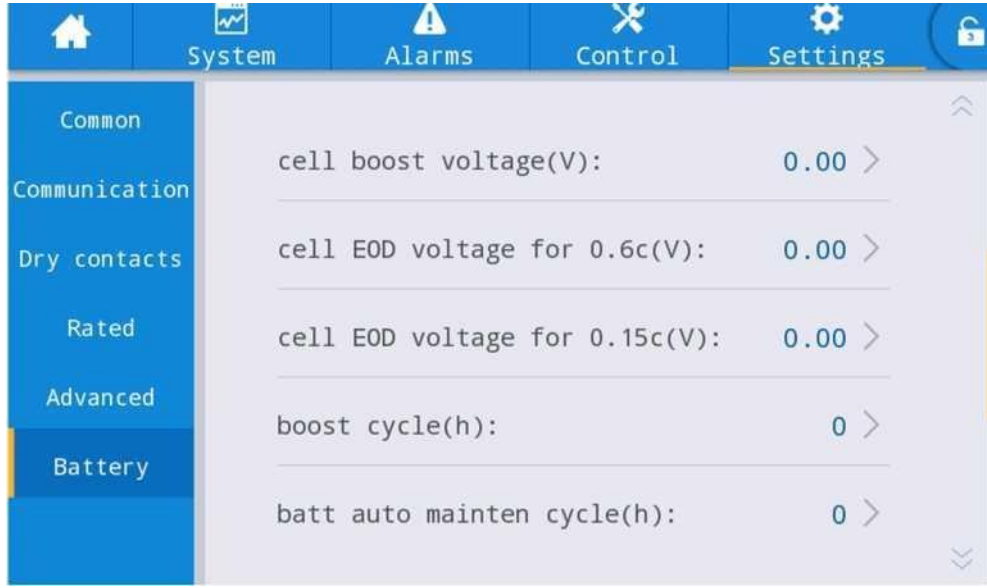 System
Alarms
Control
Settings
3
Common
Communication
Dry contacts
Rated
Advanced
Battery
cell boost voltage(V): 0.00
cell EOD voltage for 0.6c(V): 0.00
cell EOD voltage for 0.15c(V): 0.00
boost cycle(h): 0
batt auto mainten cycle(h): 0